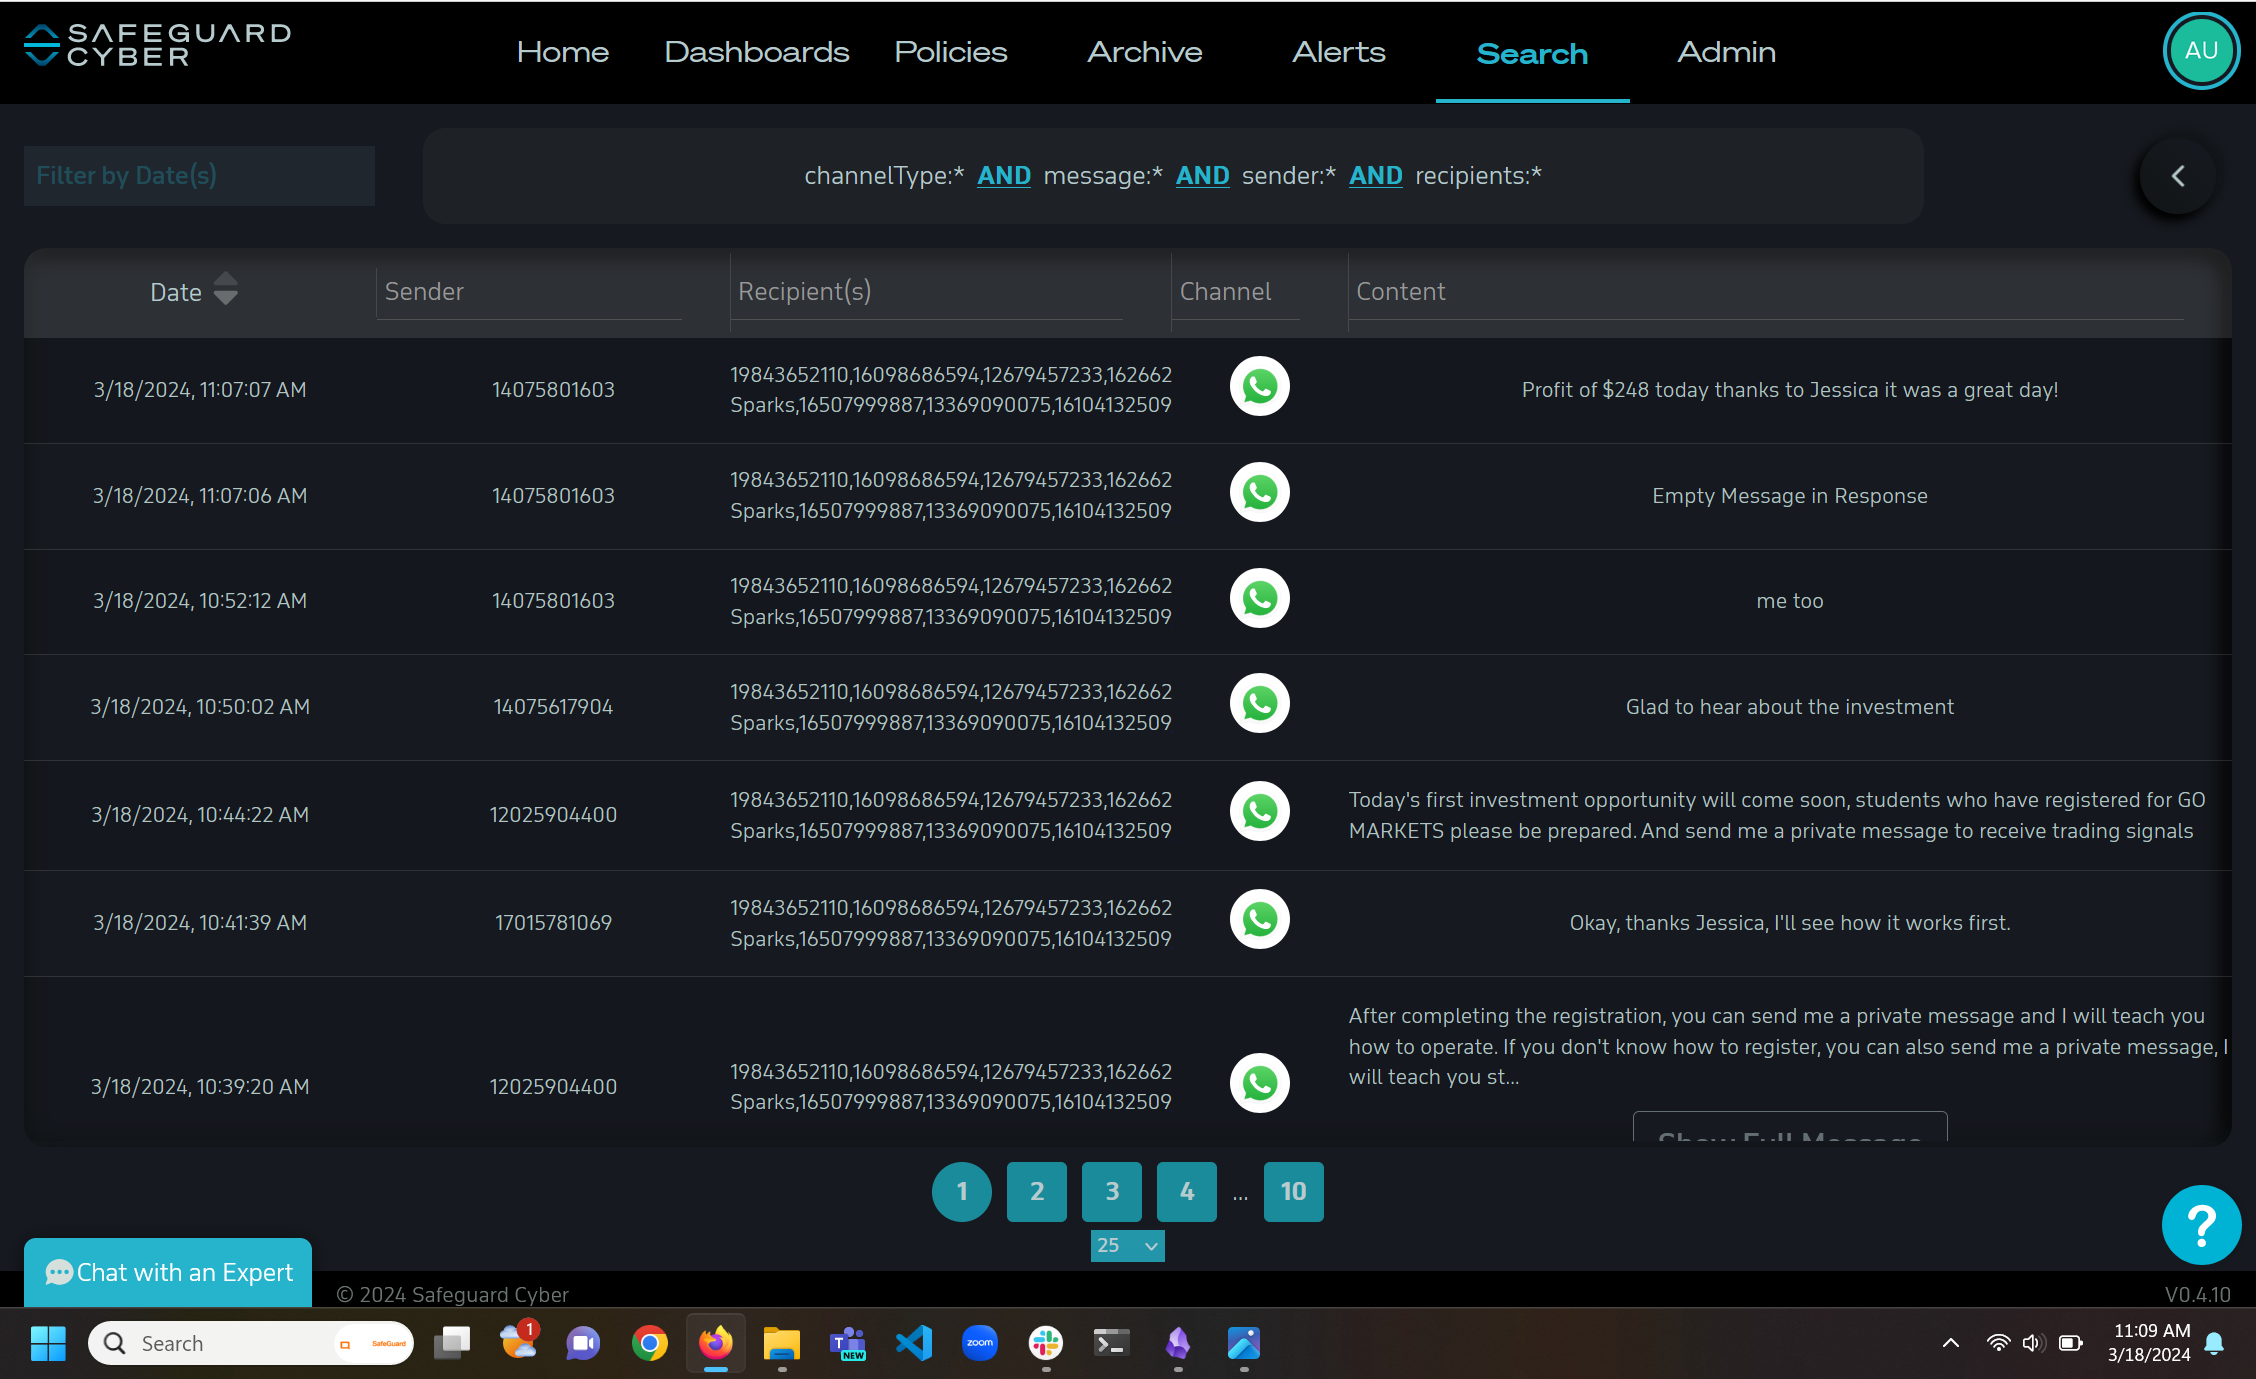 SAFEGUARD
CYBER
Home Dashboards Policies Archive Alerts Search Admin
AU
Filter by Date(s)
channelType:* AND message:* AND sender:* AND recipients:*
Date Sender Recipient(s) Channel Content
3/18/2024, 11:07:07 AM 14075801603 19843652110,16098686594,12679457233,162662 Profit of $248 today thanks to Jessica it was a great day!
Sparks,16507999887,13369090075,16104132509
3/18/2024, 11:07:06 AM 14075801603 19843652110,16098686594,12679457233,162662 Empty Message in Response
Sparks,16507999887,13369090075,16104132509
3/18/2024, 10:52:12 AM 14075801603 19843652110,16098686594,12679457233,162662 me too
Sparks,16507999887,13369090075,16104132509
3/18/2024, 10:50:02 AM 14075617904 19843652110,16098686594,12679457233,162662 Glad to hear about the investment
Sparks,16507999887,13369090075,16104132509
3/18/2024, 10:44:22 AM 12025904400 19843652110,16098686594,12679457233,162662 Today's first investment opportunity will come soon, students who have registered for GO
Sparks,16507999887,13369090075,16104132509 MARKETS please be prepared. And send me a private message to receive trading signals
3/18/2024, 10:41:39 AM 17015781069 19843652110,16098686594,12679457233,162662 Okay, thanks Jessica, I'll see how it works first.
Sparks,16507999887,13369090075,16104132509
After completing the registration, you can send me a private message and I will teach you
how to operate. If you don't know how to register, you can also send me a private message, I
will teach you st...
3/18/2024, 10:39:20 AM 12025904400 19843652110,16098686594,12679457233,162662
Sparks,16507999887,13369090075,16104132509
Show Full Message
1 2 3 4 ... 10
25
?
Chat with an Expert
© 2024 Safeguard Cyber V0.4.10
Search SafeGuard 1 T NEW zoom 11:09 AM
3/18/2024